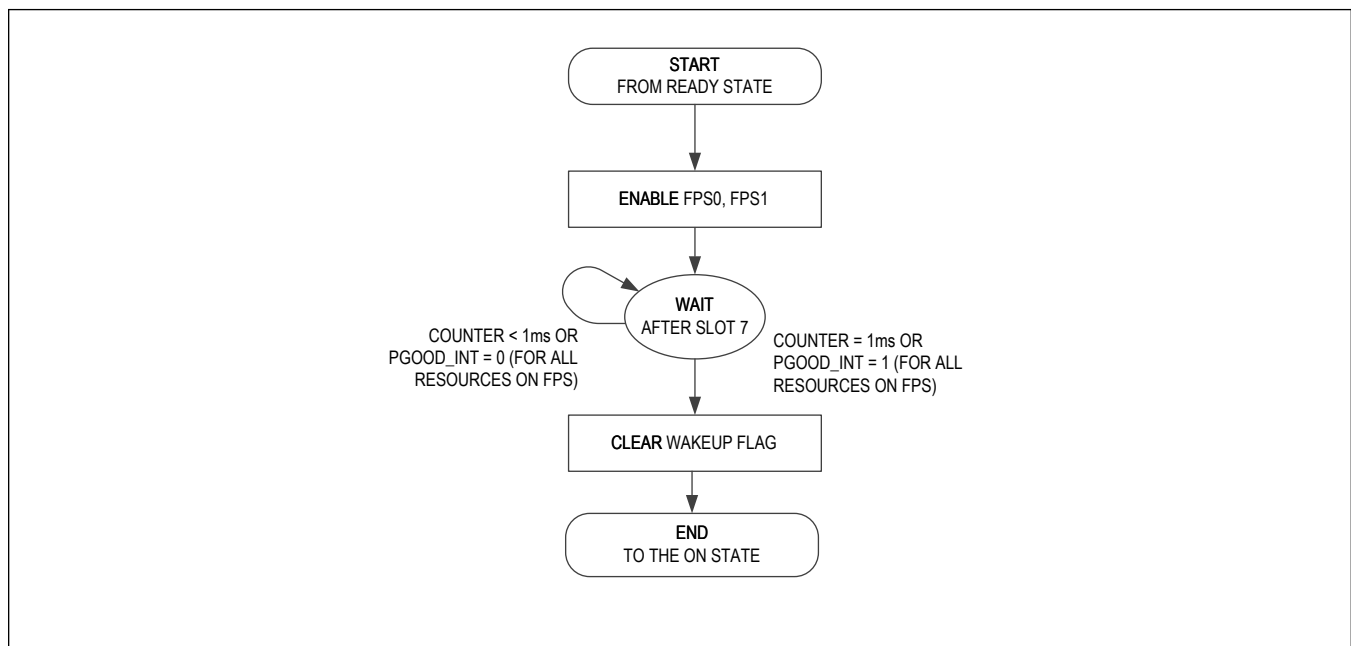 START
FROM READY STATE
ENABLE FPS0, FPS1
WAIT
AFTER SLOT 7
COUNTER < 1ms OR
PGOOD_INT = 0 (FOR ALL
RESOURCES ON FPS)
COUNTER = 1ms OR
PGOOD_INT = 1 (FOR ALL
RESOURCES ON FPS)
CLEAR WAKEUP FLAG
END
TO THE ON STATE